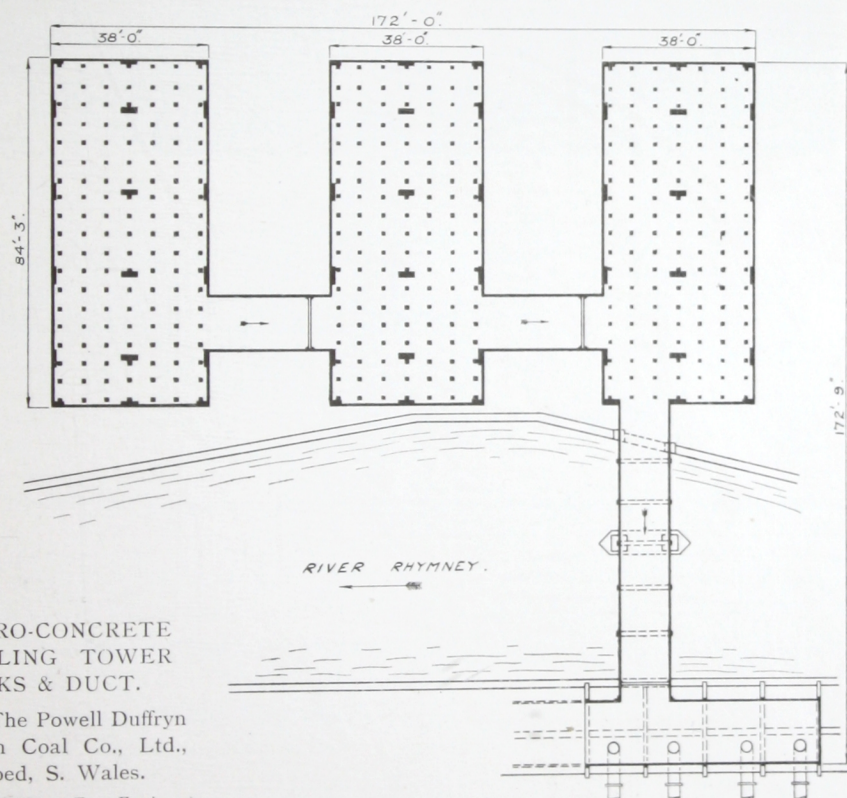 172'-0".
38'-0".
38'-0".
38'-0".
84'-3".
172'-9"
RIVER RHYMNEY.
RO-CONCRETE
LING TOWER
KS & DUCT.
The Powell Duffryn
Coal Co., Ltd.,
S. Wales.